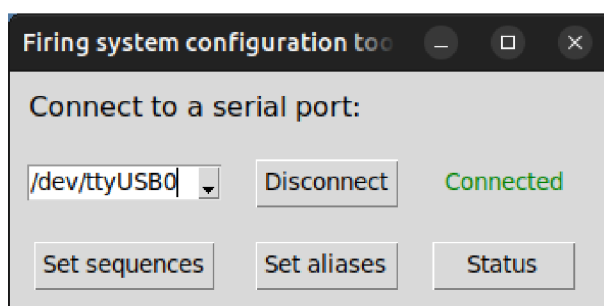 Firing system configuration too
Connect to a serial port:
/dev/ttyUSB0 Disconnect Connected
Set sequences Set aliases Status